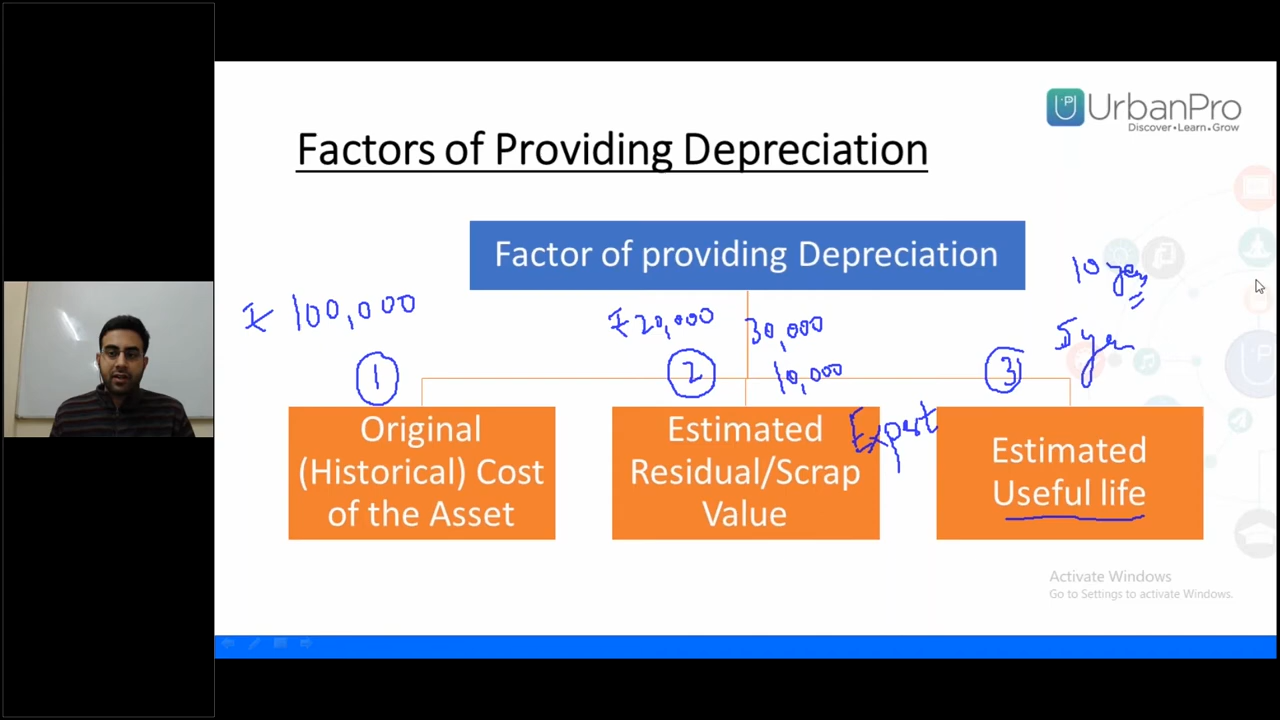 UrbanPro
Discover • Learn • Grow
Factors of Providing Depreciation
Factor of providing Depreciation
10 year
₹ 100,000
₹ 20,000
30,000
5 year
1
2
10,000
3
Original
(Historical) Cost
of the Asset
Estimated
Residual/Scrap
Value
Expert
Estimated
Useful life
Activate Windows
Go to Settings to activate Windows.